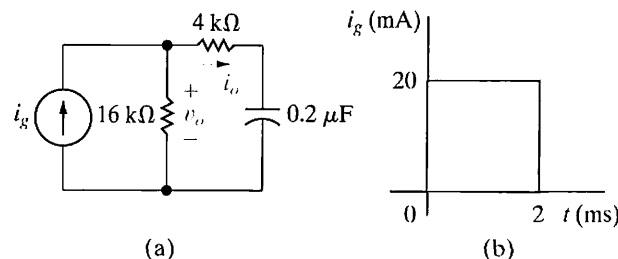 4 kΩ
i_g 16 kΩ + v_o − i_o 0.2 μF
(a)
i_g (mA)
20
0 2 t (ms)
(b)